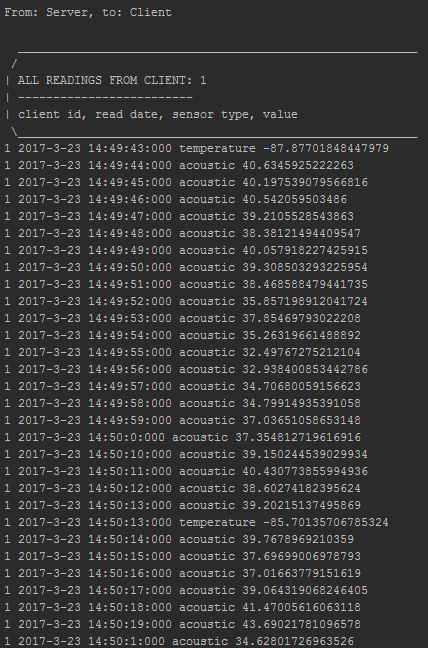 From: Server, to: Client
/
| ALL READINGS FROM CLIENT: 1
| -------------------------
| client id, read date, sensor type, value
\
1 2017-3-23 14:49:43:000 temperature -87.87701848447979
1 2017-3-23 14:49:44:000 acoustic 40.6345925222263
1 2017-3-23 14:49:45:000 acoustic 40.197539079566816
1 2017-3-23 14:49:46:000 acoustic 40.542059503486
1 2017-3-23 14:49:47:000 acoustic 39.2105528543863
1 2017-3-23 14:49:48:000 acoustic 38.38121494409547
1 2017-3-23 14:49:49:000 acoustic 40.057918227425915
1 2017-3-23 14:49:50:000 acoustic 39.308503293225954
1 2017-3-23 14:49:51:000 acoustic 38.468588479441735
1 2017-3-23 14:49:52:000 acoustic 35.857198912041724
1 2017-3-23 14:49:53:000 acoustic 37.85469793022208
1 2017-3-23 14:49:54:000 acoustic 35.26319661488892
1 2017-3-23 14:49:55:000 acoustic 32.49767275212104
1 2017-3-23 14:49:56:000 acoustic 32.938400853442786
1 2017-3-23 14:49:57:000 acoustic 34.70680059156623
1 2017-3-23 14:49:58:000 acoustic 34.79914935391058
1 2017-3-23 14:49:59:000 acoustic 37.03651058653148
1 2017-3-23 14:50:0:000 acoustic 37.354812719616916
1 2017-3-23 14:50:10:000 acoustic 39.150244539029934
1 2017-3-23 14:50:11:000 acoustic 40.430773855994936
1 2017-3-23 14:50:12:000 acoustic 38.60274182395624
1 2017-3-23 14:50:13:000 acoustic 39.20215137495869
1 2017-3-23 14:50:13:000 temperature -85.70135706785324
1 2017-3-23 14:50:14:000 acoustic 39.7678969210359
1 2017-3-23 14:50:15:000 acoustic 37.69699006978793
1 2017-3-23 14:50:16:000 acoustic 37.01663779151619
1 2017-3-23 14:50:17:000 acoustic 39.064319068246405
1 2017-3-23 14:50:18:000 acoustic 41.47005616063118
1 2017-3-23 14:50:19:000 acoustic 43.69021781096578
1 2017-3-23 14:50:1:000 acoustic 34.62801726963526